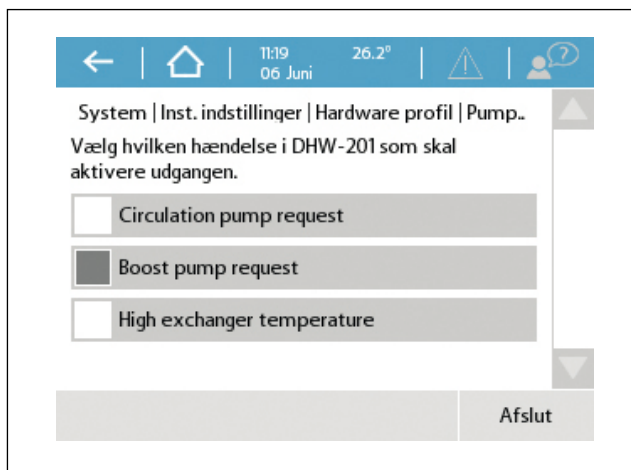 11:19 26.2°
06 Juni
?
System | Inst. indstillinger | Hardware profil | Pump..
Vælg hvilken hændelse i DHW-201 som skal
aktivere udgangen.
Circulation pump request
Boost pump request
High exchanger temperature
Afslut